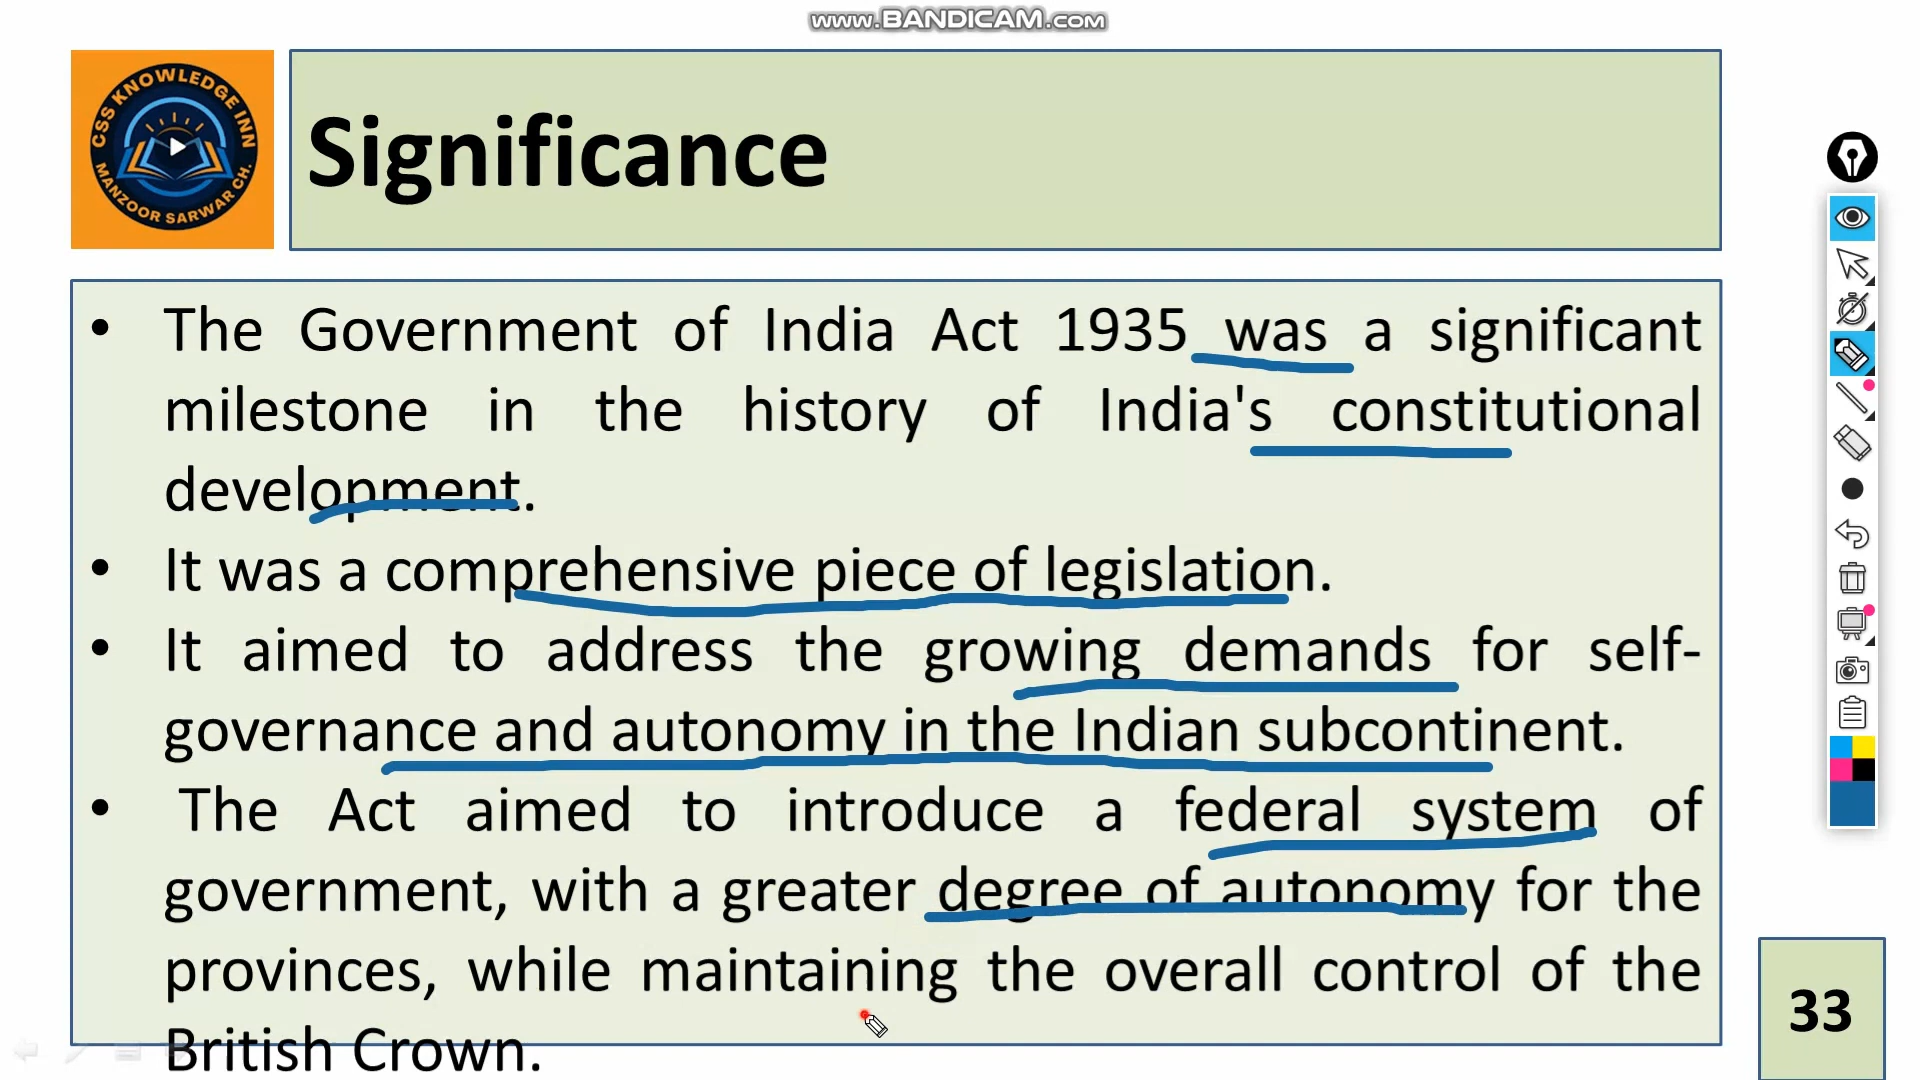 www.BANDICAM.com
CSS KNOWLEDGE INN
MANZOOR SARWAR CH.
Significance
• The Government of India Act 1935 was a significant
milestone in the history of India's constitutional
development.
• It was a comprehensive piece of legislation.
• It aimed to address the growing demands for self-
governance and autonomy in the Indian subcontinent.
• The Act aimed to introduce a federal system of
government, with a greater degree of autonomy for the
provinces, while maintaining the overall control of the
British Crown.
33